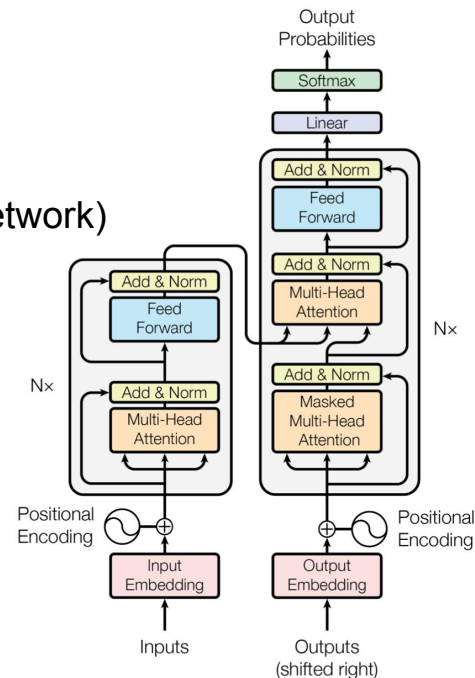 Output
Probabilities
Softmax
Linear
Add & Norm
Feed
Forward
Add & Norm
Multi-Head
Attention
Add & Norm
Masked
Multi-Head
Attention
N×
Positional
Encoding
Output
Embedding
Outputs
(shifted right)
etwork)
Add & Norm
Feed
Forward
Add & Norm
Multi-Head
Attention
N×
Positional
Encoding
Input
Embedding
Inputs